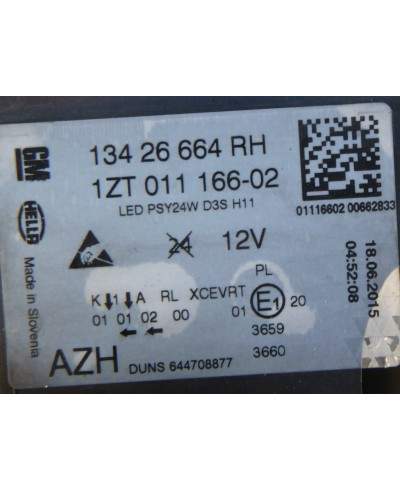 GM
HELLA
Made in Slovenia
134 26 664 RH
1ZT 011 166-02
LED PSY24W D3S H11
01116602 00662833
24 12V
18.06.2015
04:52:08
PL
K 1 A RL XCEVRT E1 20
01 01 02 00 01
3659
3660
AZH DUNS 644708877